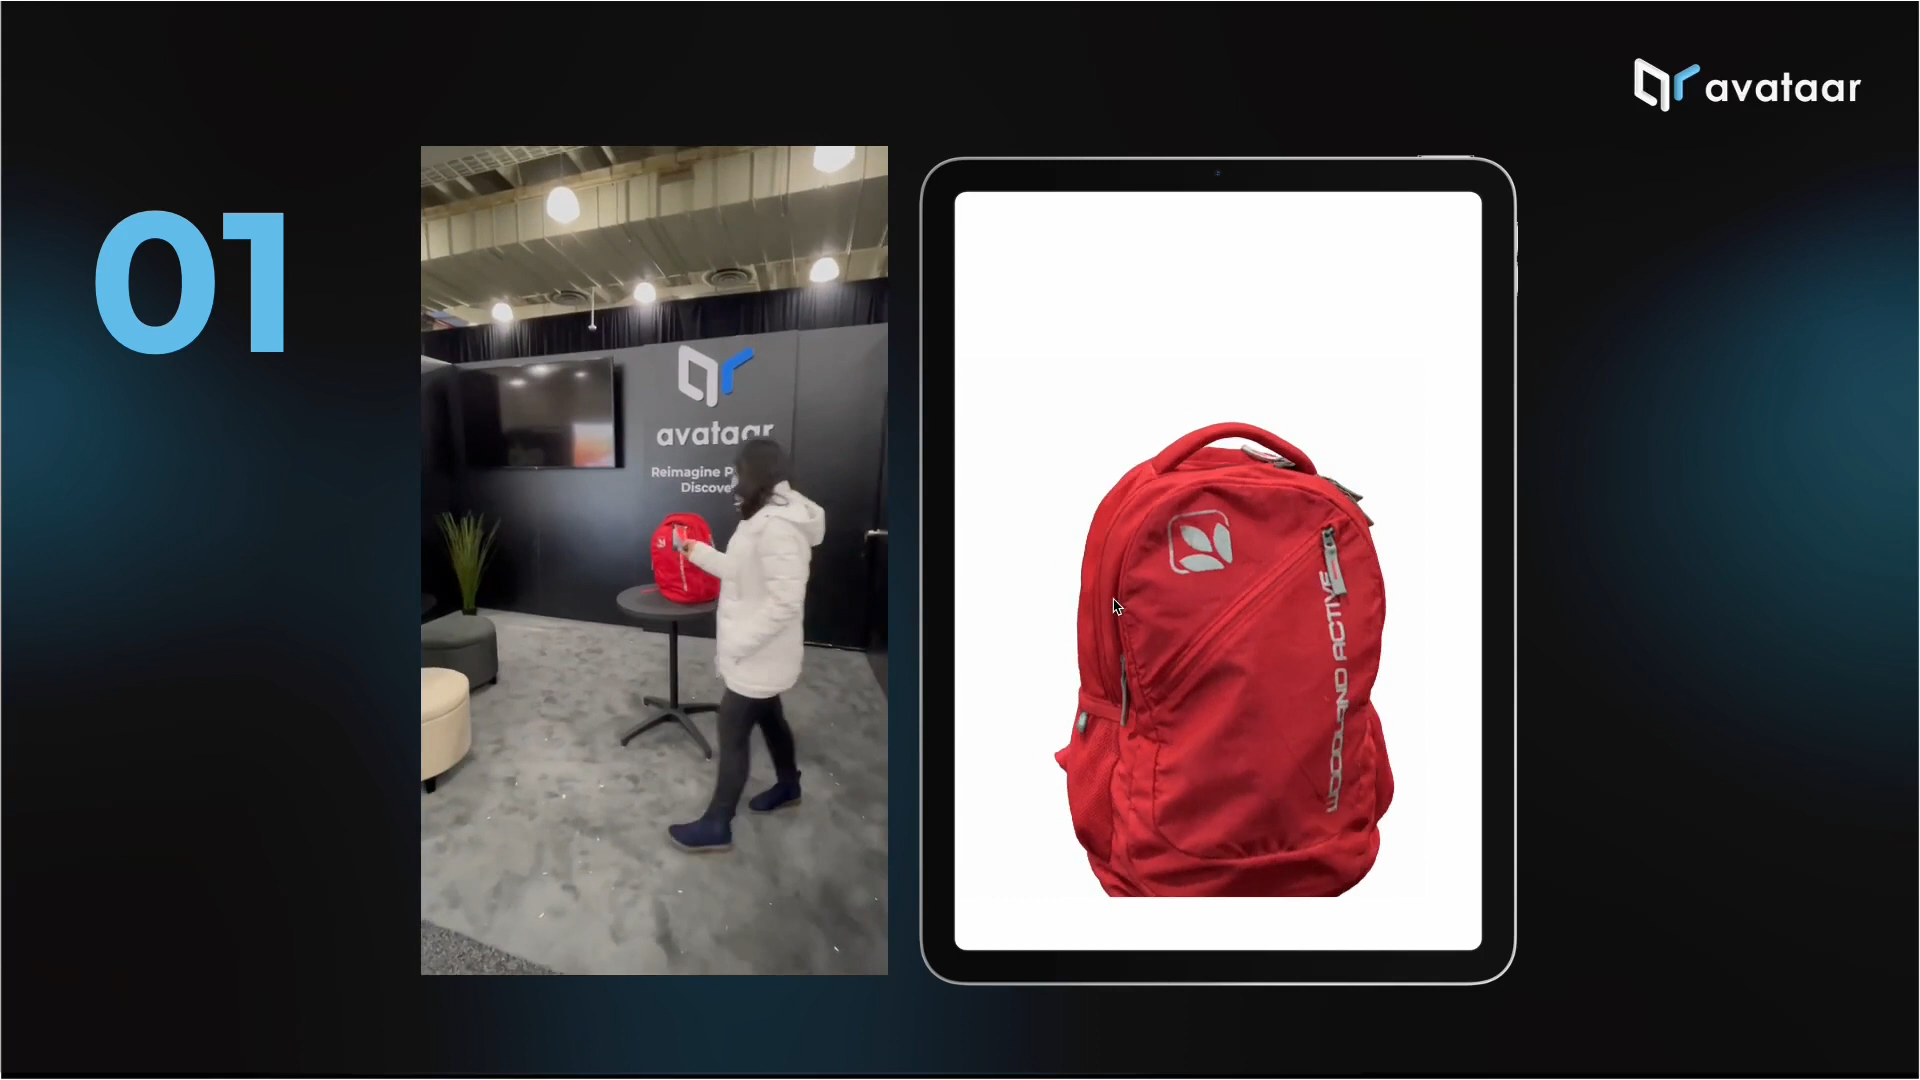 avataar
01
avataar
Reimagine P
Discove
WOODLAND ACTIVE